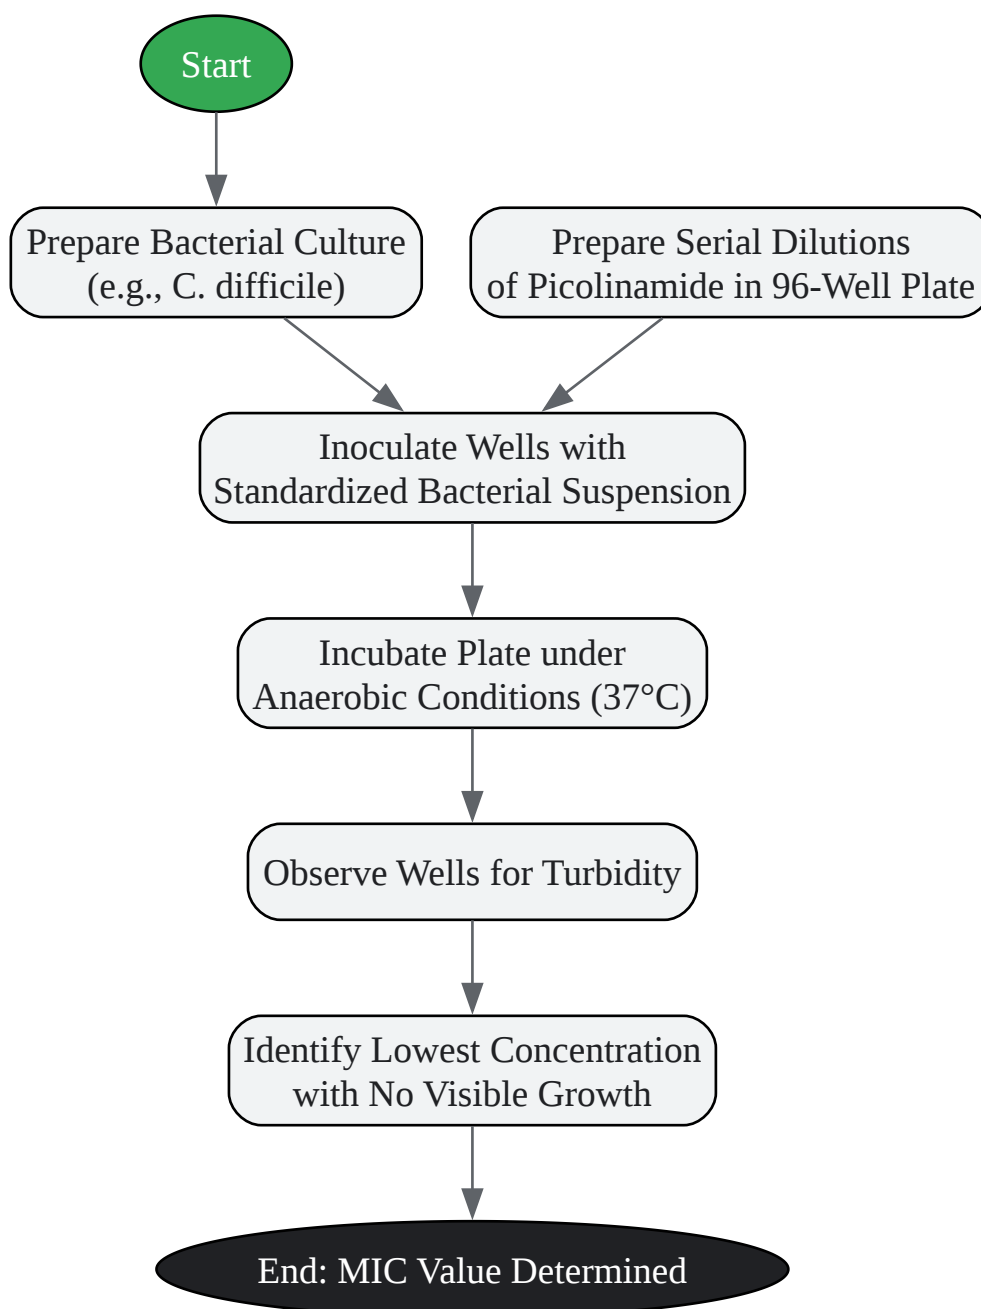 Start
Prepare Bacterial Culture
(e.g., C. difficile)
Prepare Serial Dilutions
of Picolinamide in 96-Well Plate
Inoculate Wells with
Standardized Bacterial Suspension
Incubate Plate under
Anaerobic Conditions (37°C)
Observe Wells for Turbidity
Identify Lowest Concentration
with No Visible Growth
End: MIC Value Determined